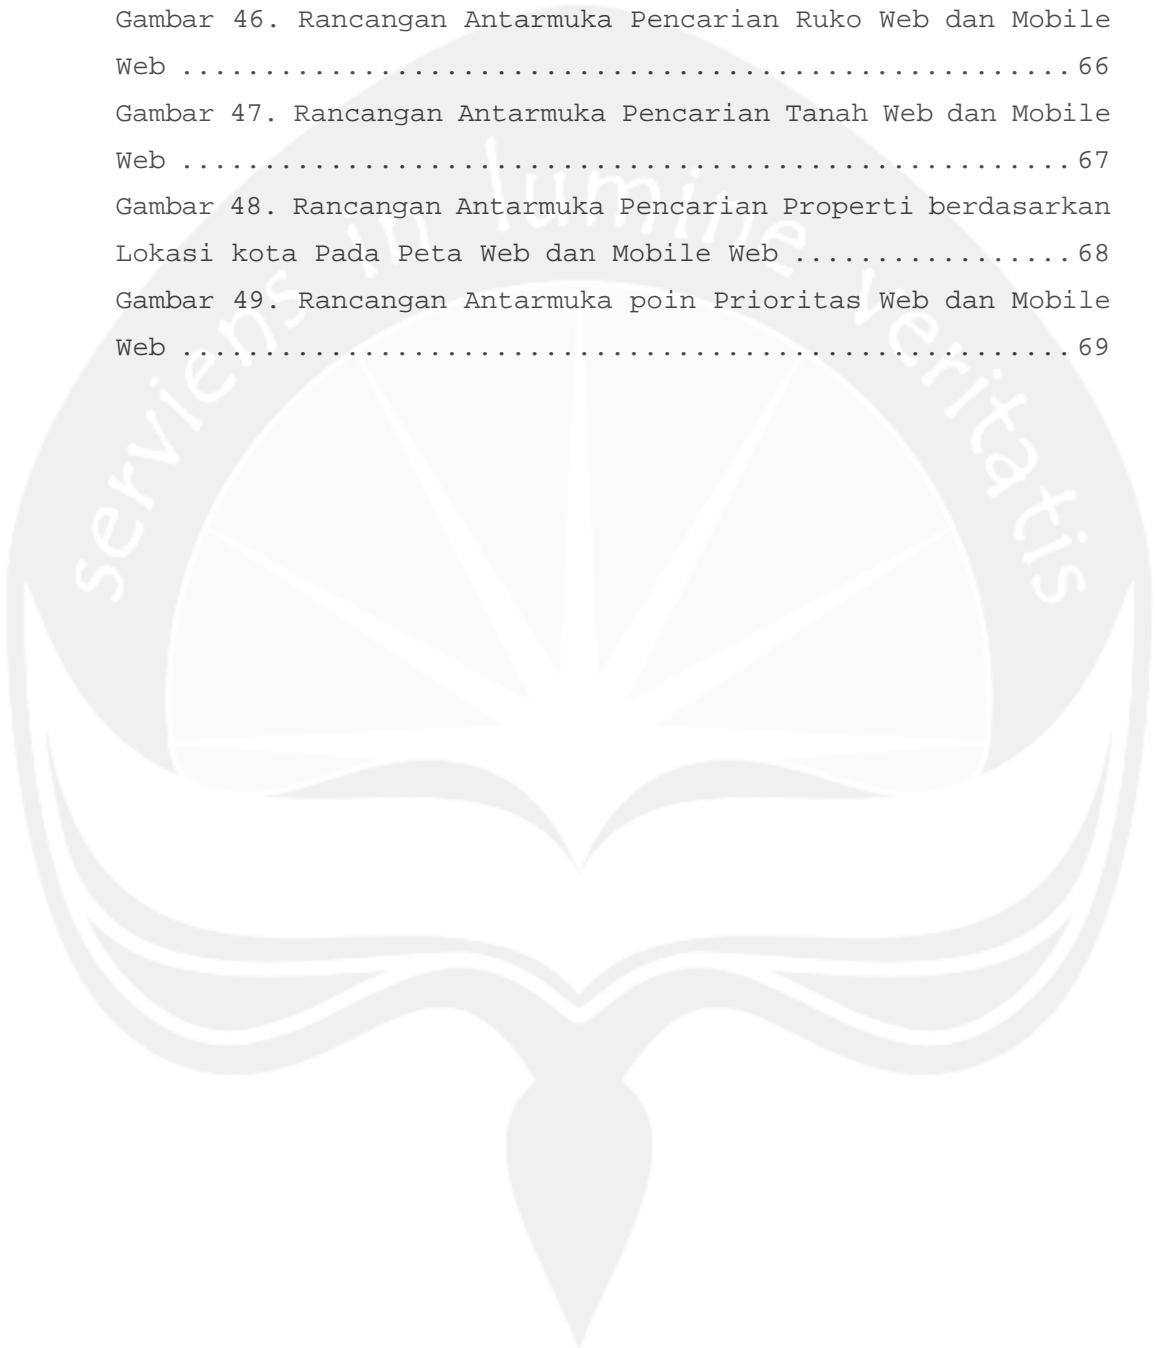 Gambar 46. Rancangan Antarmuka Pencarian Ruko Web dan Mobile
Web ...................................................... 66
Gambar 47. Rancangan Antarmuka Pencarian Tanah Web dan Mobile
Web ...................................................... 67
Gambar 48. Rancangan Antarmuka Pencarian Properti berdasarkan
Lokasi kota Pada Peta Web dan Mobile Web ................. 68
Gambar 49. Rancangan Antarmuka poin Prioritas Web dan Mobile
Web ...................................................... 69
serviens in lumine veritatis